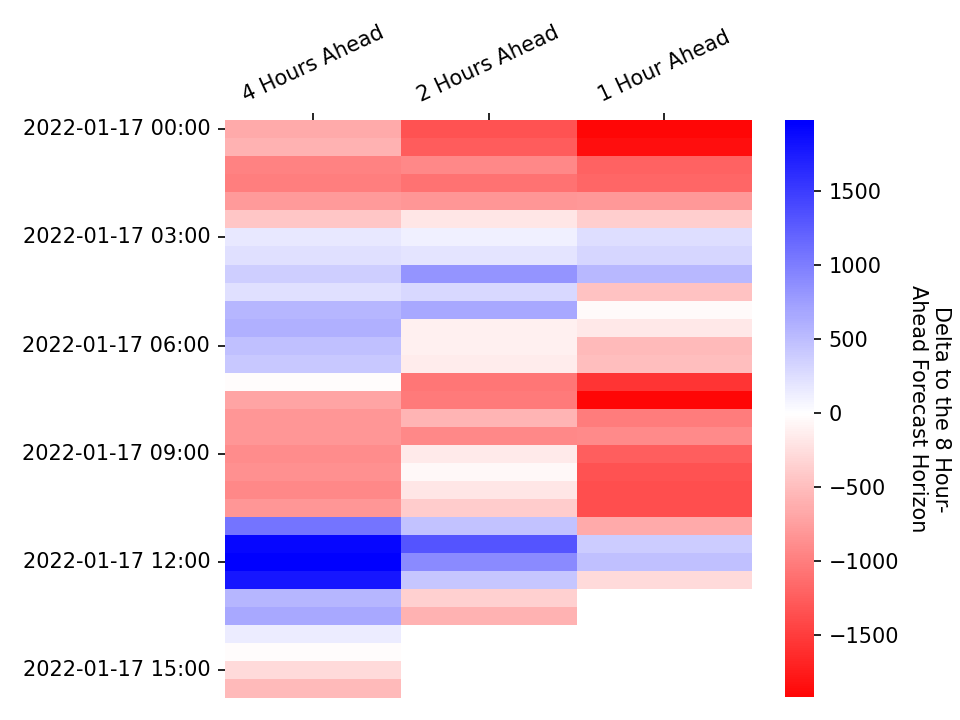 4 Hours Ahead
2 Hours Ahead
1 Hour Ahead
2022-01-17 00:00
2022-01-17 03:00
2022-01-17 06:00
2022-01-17 09:00
2022-01-17 12:00
2022-01-17 15:00
1500
1000
500
0
−500
−1000
−1500
Delta to the 8 Hour-
Ahead Forecast Horizon